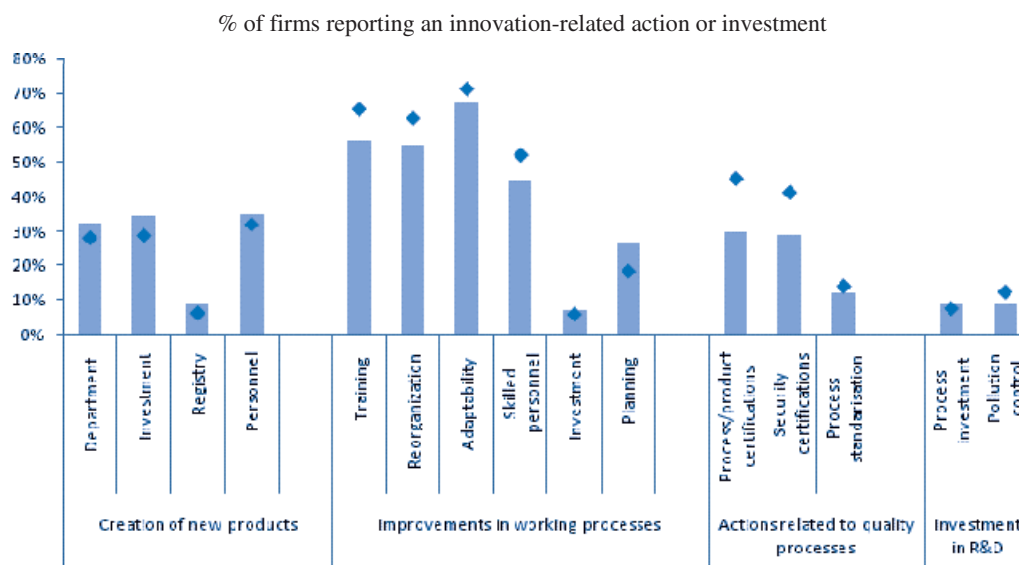 % of firms reporting an innovation-related action or investment
80%
70%
60%
50%
40%
30%
20%
10%
0%
Department
Investment
Registry
Personnel
Training
Reorganization
Adaptability
Skilled
personnel
Investment
Planning
Process/product
certifications
Security
certifications
Process
standarisation
Process
investment
Pollution
control
Creation of new products
Improvements in working processes
Actions related to quality
processes
Investment
in R&D